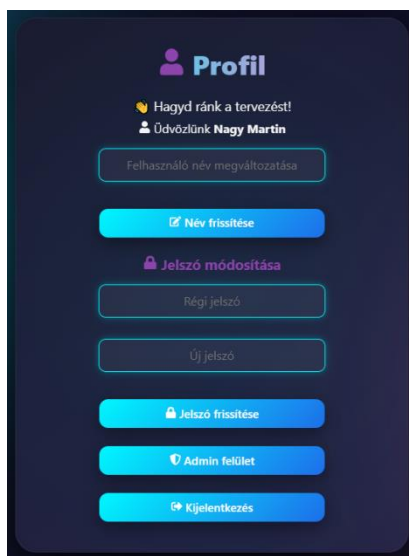 Profil
Hagyd ránk a tervezést!
Üdvözlünk Nagy Martin
Felhasználó név megváltozatása
Név frissítése
Jelszó módosítása
Régi jelszó
Új jelszó
Jelszó frissítése
Admin felület
Kijelentkezés